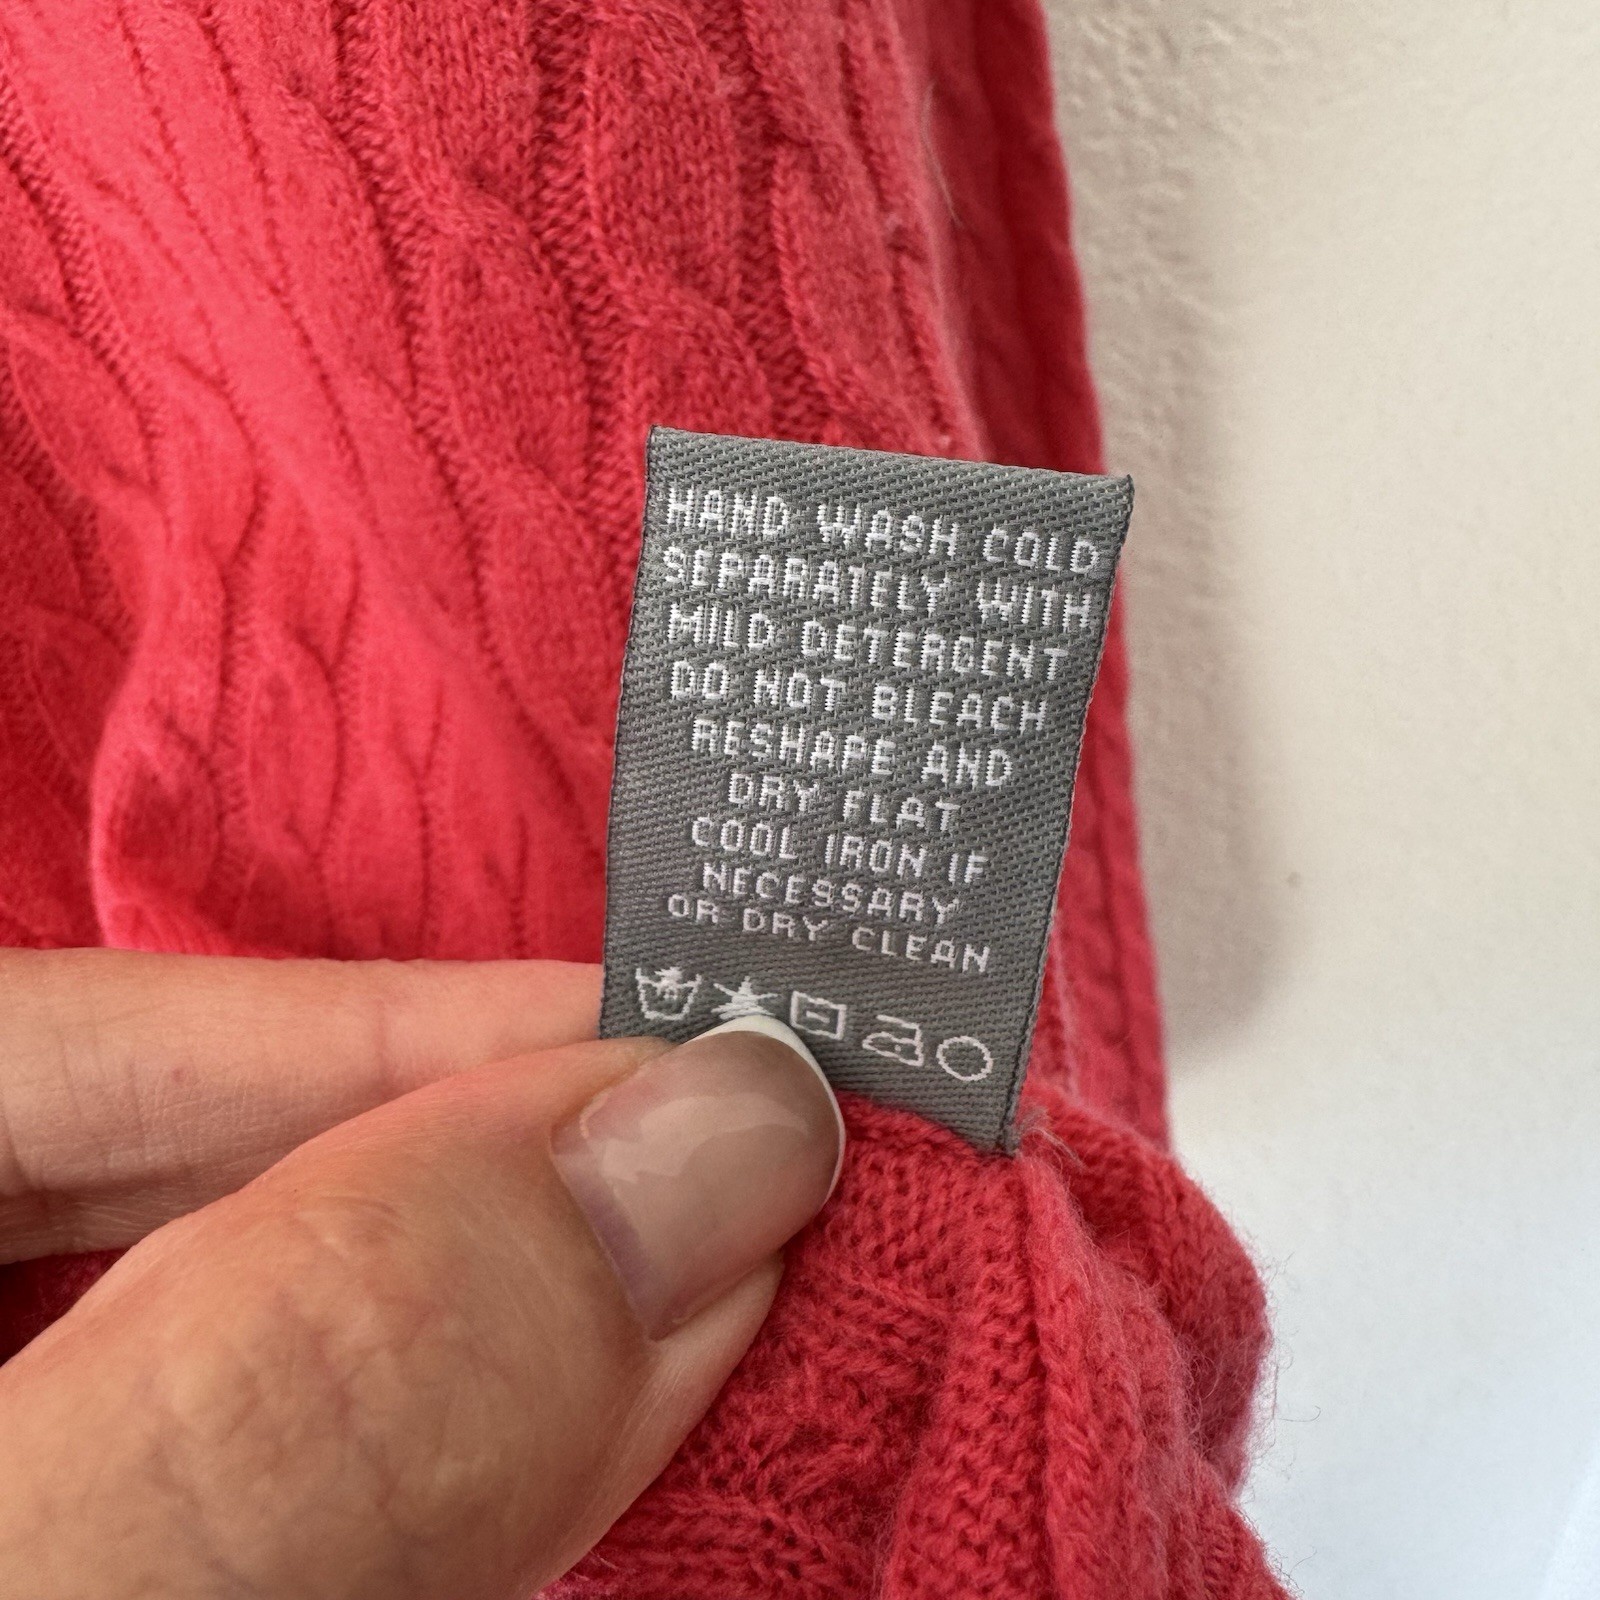 HAND WASH COLD
SEPARATELY WITH
MILD DETERGENT
DO NOT BLEACH
RESHAPE AND
DRY FLAT
COOL IRON IF
NECESSARY
OR DRY CLEAN